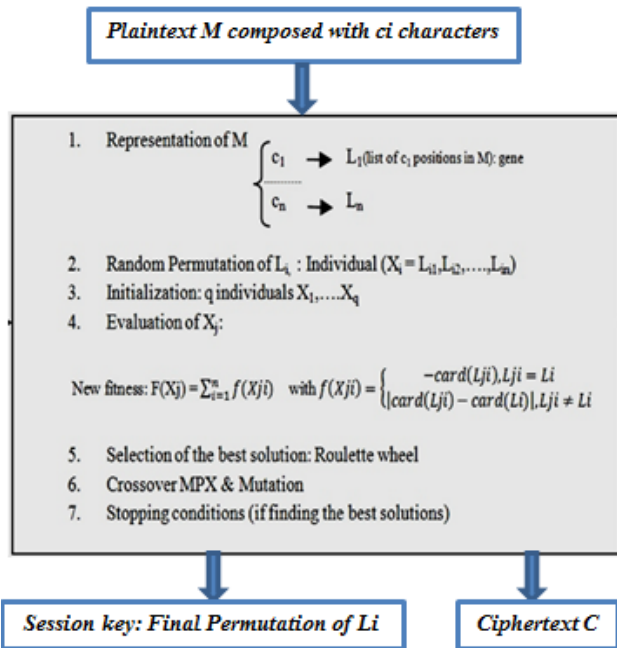 Plaintext M composed with ci characters
1. Representation of M
c₁ → L₁(list of c₁ positions in M): gene
cₙ → Lₙ
2. Random Permutation of Lᵢ, : Individual (Xᵢ = Lᵢ₁,Lᵢ₂,....,Lᵢₙ)
3. Initialization: q individuals X₁,....X_q
4. Evaluation of Xⱼ:
New fitness: F(Xj) = ∑ⁿᵢ₌₁ f(Xji) with f(Xji) = { −card(Lji), Lji = Li
|card(Lji) − card(Li)|, Lji ≠ Li
5. Selection of the best solution: Roulette wheel
6. Crossover MPX & Mutation
7. Stopping conditions (if finding the best solutions)
Session key: Final Permutation of Li
Ciphertext C